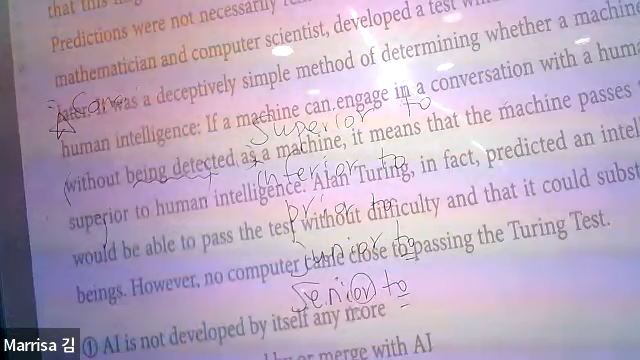 that this
Predictions were not necessarily
mathematician and computer scientist, developed a test
later. It was a deceptively simple method of determining whether a machine
human intelligence: If a machine can engage in a conversation with a hum
superior to
without being detected as a machine, it means that the machine passes
inferior to
superior to human intelligence. Alan Turing, in fact, predicted an intel
prior to
would be able to pass the test without difficulty and that it could subst
junior to
beings. However, no computer came close to passing the Turing Test.
senior to
① AI is not developed by itself any more
or merge with AI
Marrisa 김